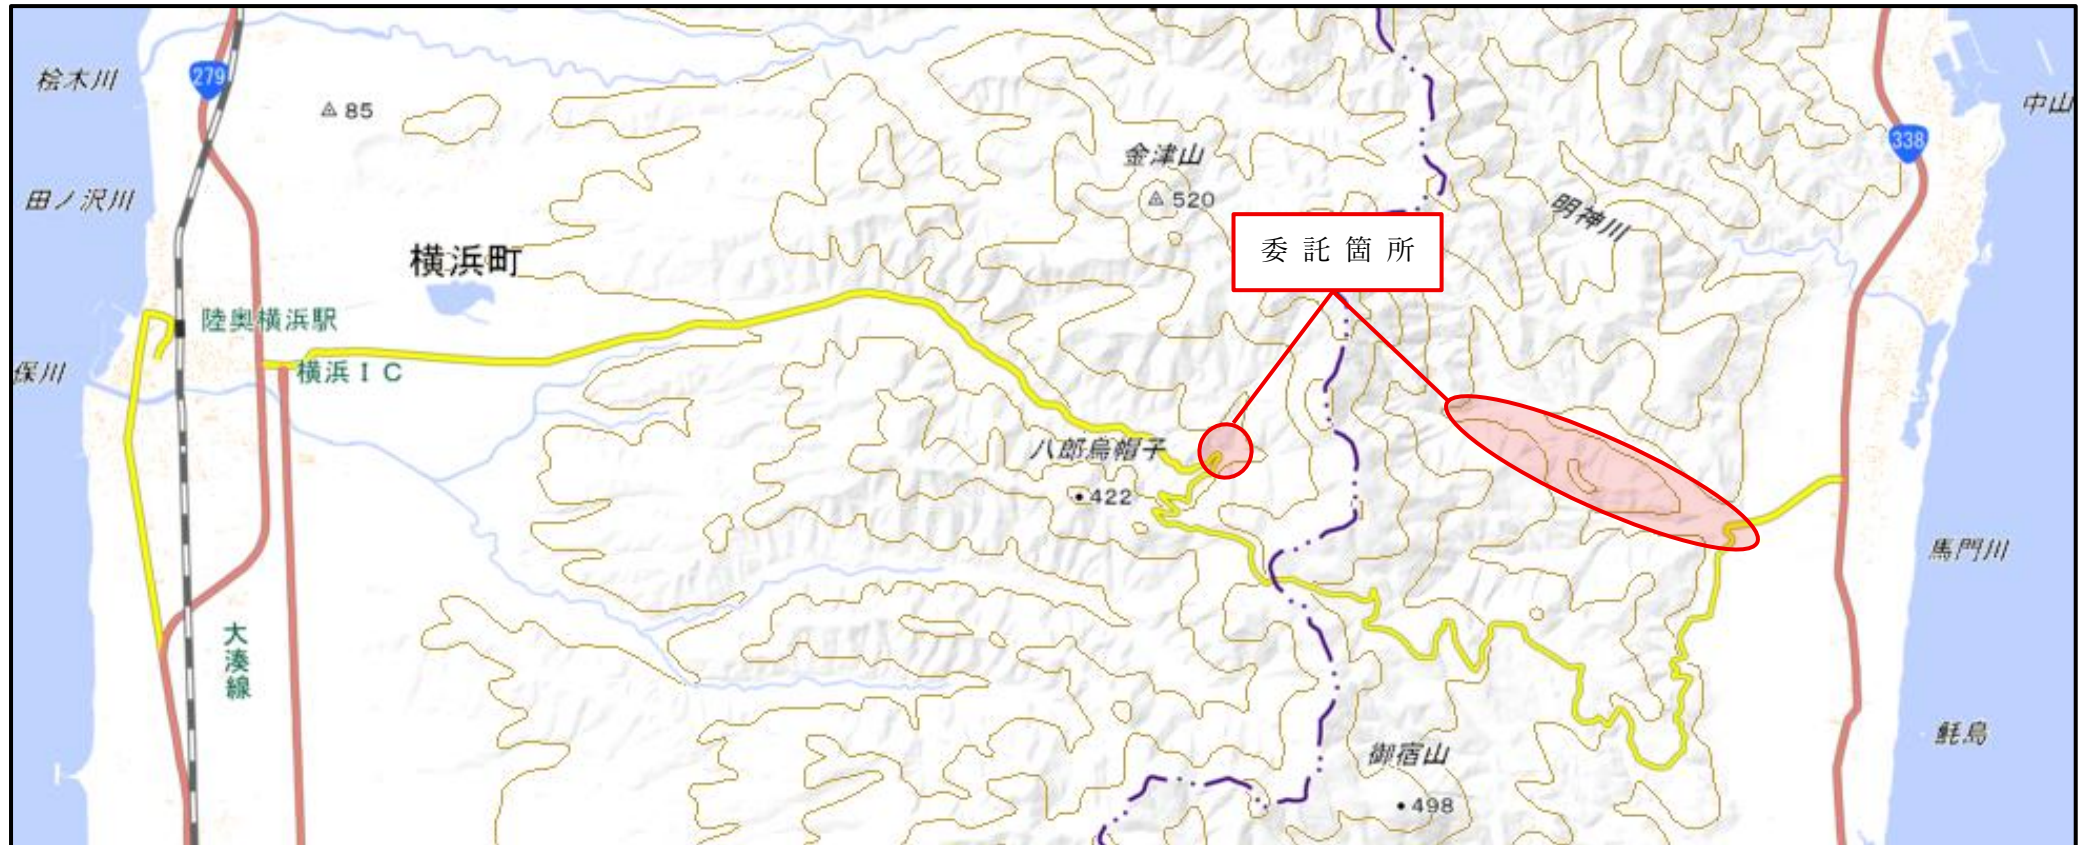 桧木川
279
85
中山
338
金津山
520
田ノ沢川
明神川
横浜町
委託箇所
陸奥横浜駅
保川
横浜IC
八郎烏帽子
422
馬門川
大湊線
鮏島
御宿山
498